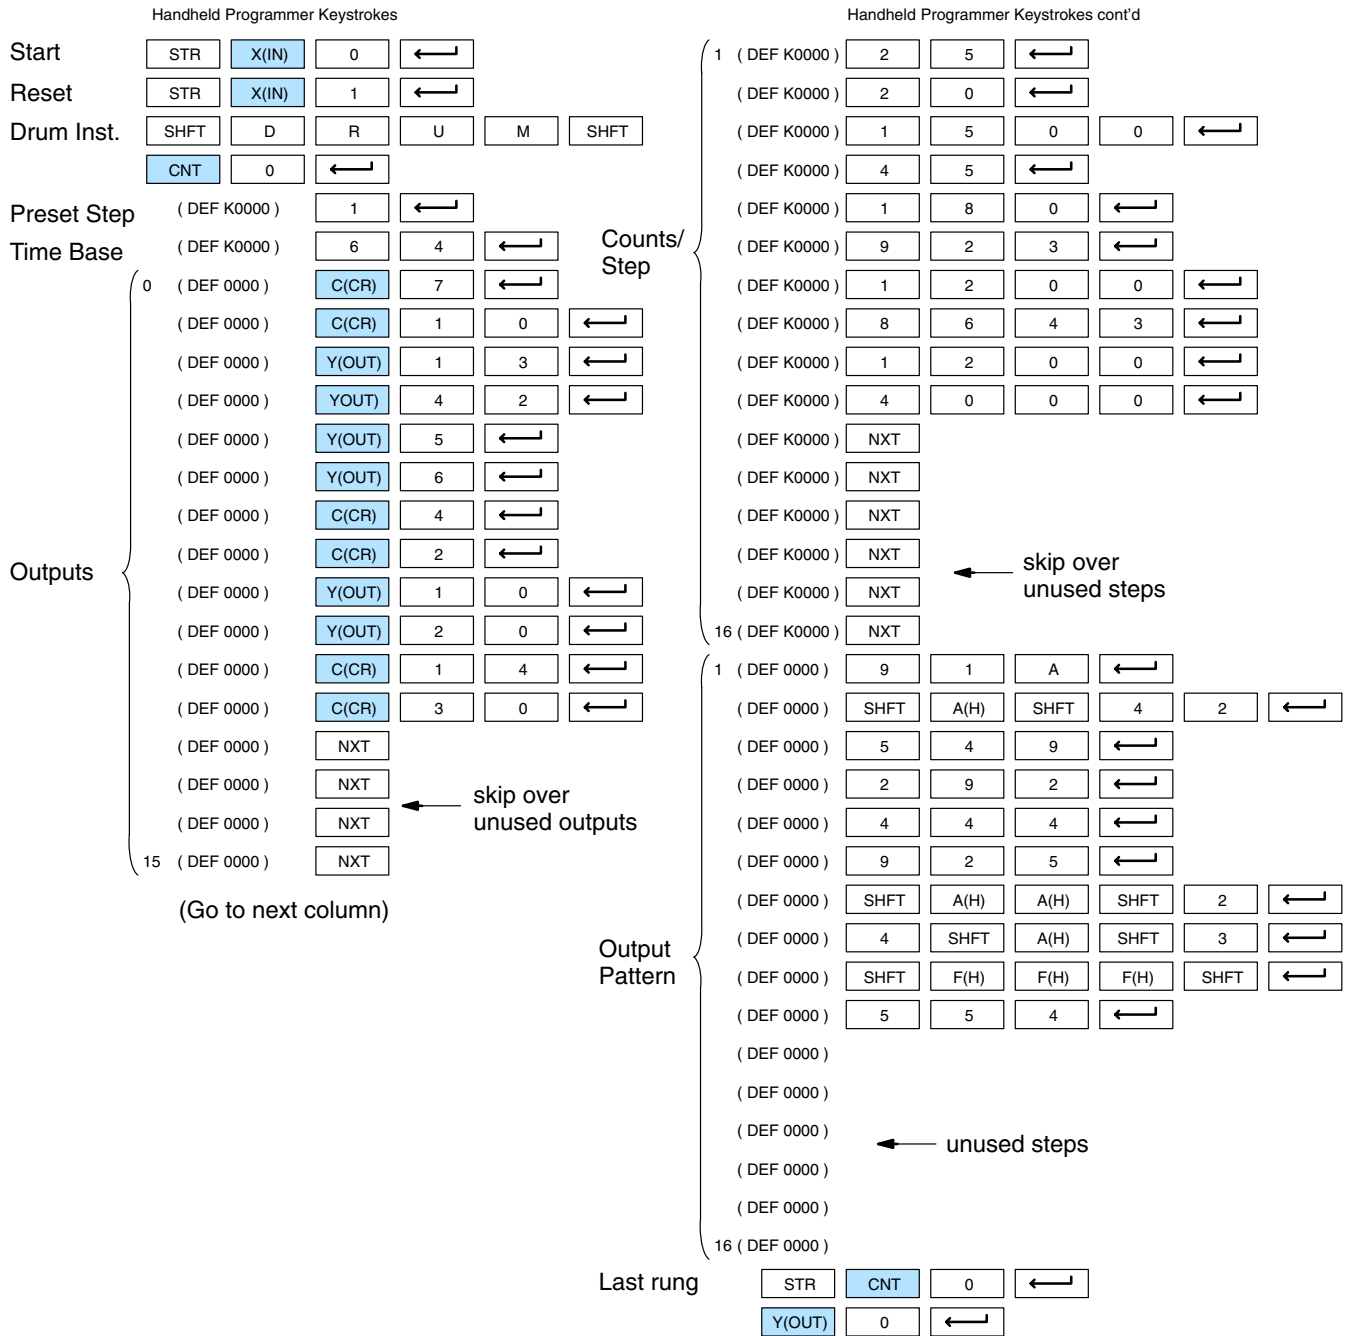 Handheld Programmer Keystrokes
Start STR X(IN) 0
Reset STR X(IN) 1
Drum Inst. SHFT D R U M SHFT
CNT 0
Preset Step ( DEF K0000 ) 1
Time Base ( DEF K0000 ) 6 4
Outputs
0 ( DEF 0000 ) C(CR) 7
( DEF 0000 ) C(CR) 1 0
( DEF 0000 ) Y(OUT) 1 3
( DEF 0000 ) YOUT) 4 2
( DEF 0000 ) Y(OUT) 5
( DEF 0000 ) Y(OUT) 6
( DEF 0000 ) C(CR) 4
( DEF 0000 ) C(CR) 2
( DEF 0000 ) Y(OUT) 1 0
( DEF 0000 ) Y(OUT) 2 0
( DEF 0000 ) C(CR) 1 4
( DEF 0000 ) C(CR) 3 0
( DEF 0000 ) NXT
( DEF 0000 ) NXT
( DEF 0000 ) NXT
15 ( DEF 0000 ) NXT
skip over
unused outputs
(Go to next column)
Handheld Programmer Keystrokes cont'd
Counts/
Step
1 ( DEF K0000 ) 2 5
( DEF K0000 ) 2 0
( DEF K0000 ) 1 5 0 0
( DEF K0000 ) 4 5
( DEF K0000 ) 1 8 0
( DEF K0000 ) 9 2 3
( DEF K0000 ) 1 2 0 0
( DEF K0000 ) 8 6 4 3
( DEF K0000 ) 1 2 0 0
( DEF K0000 ) 4 0 0 0
( DEF K0000 ) NXT
( DEF K0000 ) NXT
( DEF K0000 ) NXT
( DEF K0000 ) NXT
( DEF K0000 ) NXT
16 ( DEF K0000 ) NXT
skip over
unused steps
Output
Pattern
1 ( DEF 0000 ) 9 1 A
( DEF 0000 ) SHFT A(H) SHFT 4 2
( DEF 0000 ) 5 4 9
( DEF 0000 ) 2 9 2
( DEF 0000 ) 4 4 4
( DEF 0000 ) 9 2 5
( DEF 0000 ) SHFT A(H) A(H) SHFT 2
( DEF 0000 ) 4 SHFT A(H) SHFT 3
( DEF 0000 ) SHFT F(H) F(H) F(H) SHFT
( DEF 0000 ) 5 5 4
( DEF 0000 )
( DEF 0000 )
( DEF 0000 )
( DEF 0000 )
( DEF 0000 )
16 ( DEF 0000 )
unused steps
Last rung STR CNT 0
Y(OUT) 0